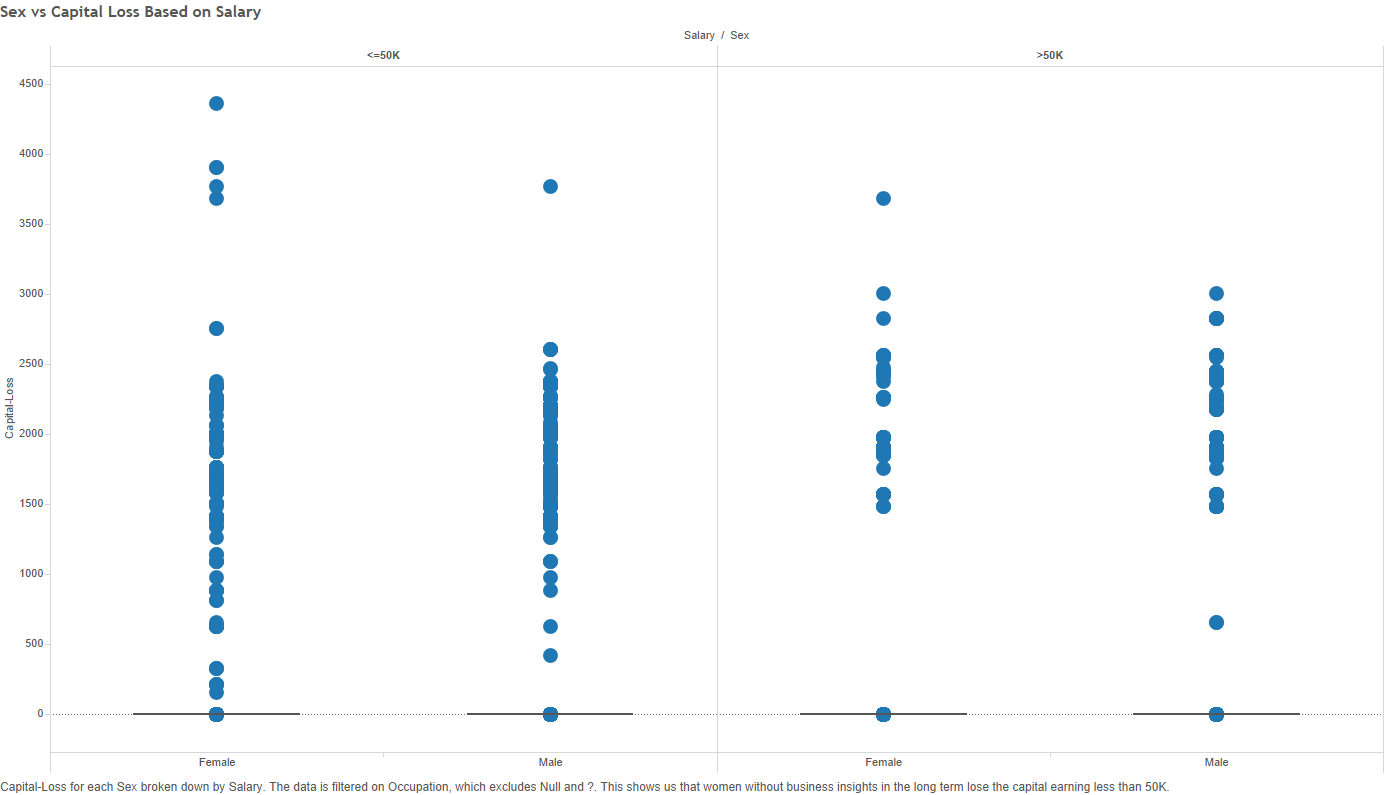 Sex vs Capital Loss Based on Salary
Salary / Sex
<=50K >50K
4500
4000
3500
3000
2500
2000
1500
1000
500
0
Capital-Loss
Female Male Female Male
Capital-Loss for each Sex broken down by Salary. The data is filtered on Occupation, which excludes Null and ?. This shows us that women without business insights in the long term lose the capital earning less than 50K.